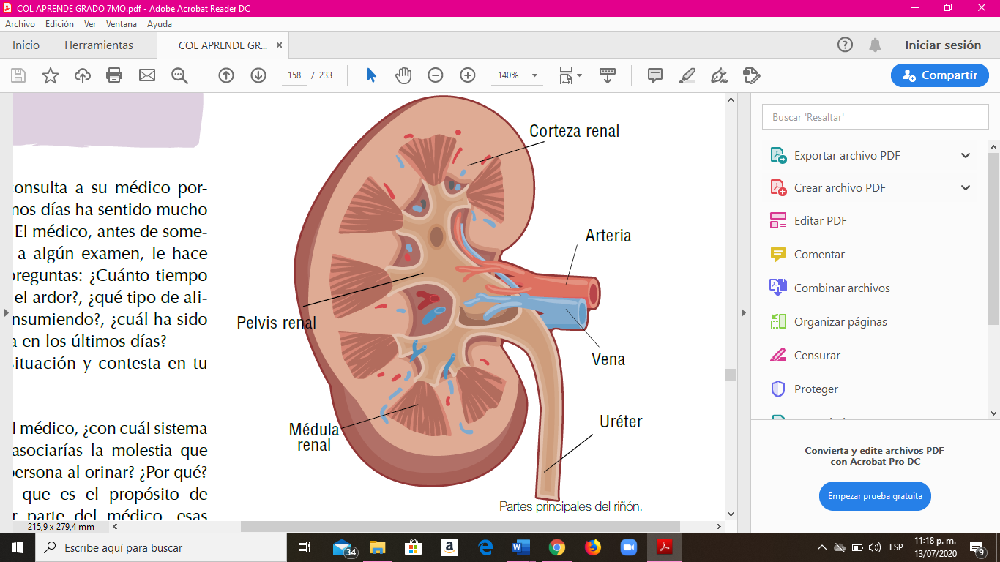 COL APRENDE GRADO 7MO.pdf - Adobe Acrobat Reader DC
Archivo Edición Ver Ventana Ayuda
Inicio Herramientas COL APRENDE GR... Iniciar sesión
158 / 233 140% Compartir
Corteza renal
Arteria
Pelvis renal
Vena
Médula
renal
Uréter
Partes principales del riñón.
onsulta a su médico por-
mos días ha sentido mucho
El médico, antes de some-
a algún examen, le hace
preguntas: ¿Cuánto tiempo
el ardor?, ¿qué tipo de ali-
nsumiendo?, ¿cuál ha sido
a en los últimos días?
situación y contesta en tu
l médico, ¿con cuál sistema
asociarías la molestia que
persona al orinar? ¿Por qué?
que es el propósito de
r parte del médico, esas
215,9 x 279,4 mm
Buscar 'Resaltar'
Exportar archivo PDF
Crear archivo PDF
Editar PDF
Comentar
Combinar archivos
Organizar páginas
Censurar
Proteger
Convierta y edite archivos PDF
con Acrobat Pro DC
Empezar prueba gratuita
Escribe aquí para buscar
34
ESP
11:18 p. m.
13/07/2020
9